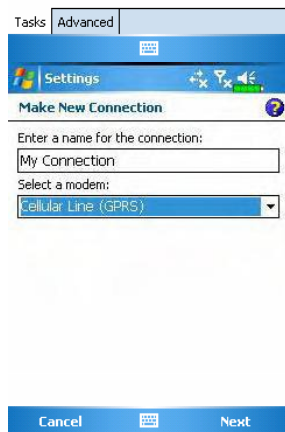 Tasks Advanced
Settings
Make New Connection
Enter a name for the connection:
My Connection
Select a modem:
Cellular Line (GPRS)
Cancel Next